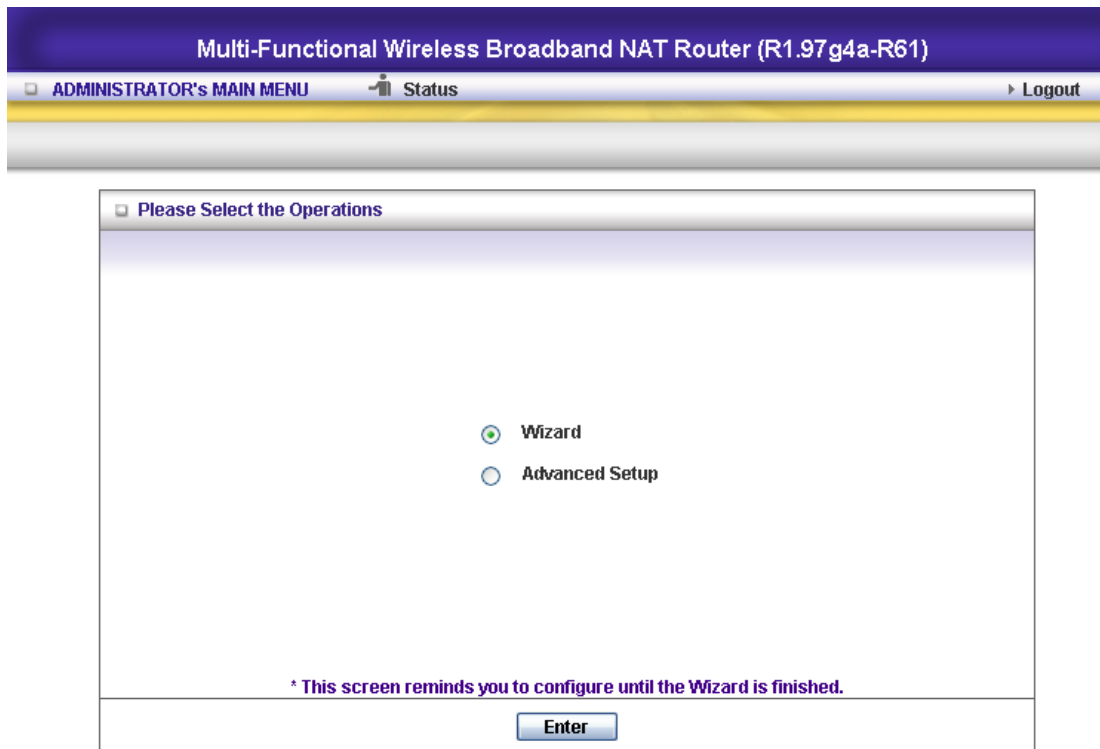 Multi-Functional Wireless Broadband NAT Router (R1.97g4a-R61)
ADMINISTRATOR's MAIN MENU Status Logout
Please Select the Operations
Wizard
Advanced Setup
* This screen reminds you to configure until the Wizard is finished.
Enter